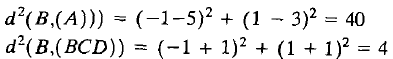 d²(B,(A))) = (−1−5)² + (1 − 3)² = 40
d²(B,(BCD)) = (−1 + 1)² + (1 + 1)² = 4